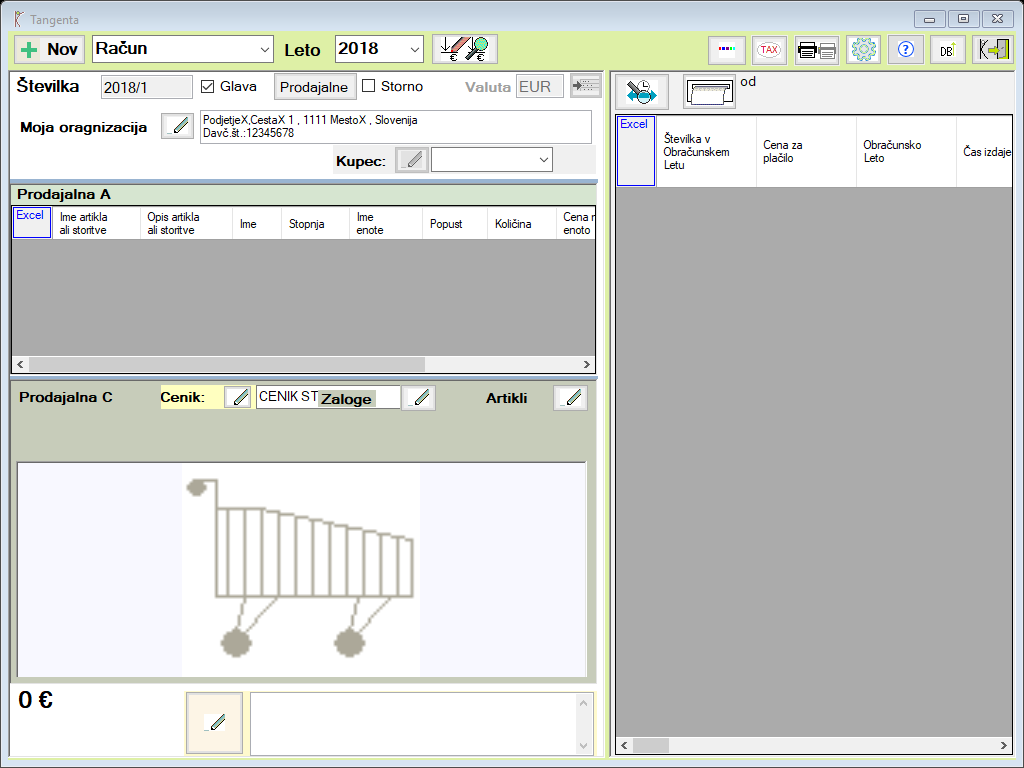 Tangenta
Nov
Račun
Leto
2018
TAX
?
DB
Številka
2018/1
Glava
Prodajalne
Storno
Valuta
EUR
Moja oragnizacija
PodjetjeX,CestaX 1 , 1111 MestoX , Slovenija
Davč.št.:12345678
Kupec:
Prodajalna A
Excel
Ime artikla
ali storitve
Opis artikla
ali storitve
Ime
Stopnja
Ime
enote
Popust
Količina
Cena n
enoto
Prodajalna C
Cenik:
CENIK ST
Zaloge
Artikli
0 €
od
Excel
Številka v
Obračunskem
Letu
Cena za
plačilo
Obračunsko
Leto
Čas izdaje